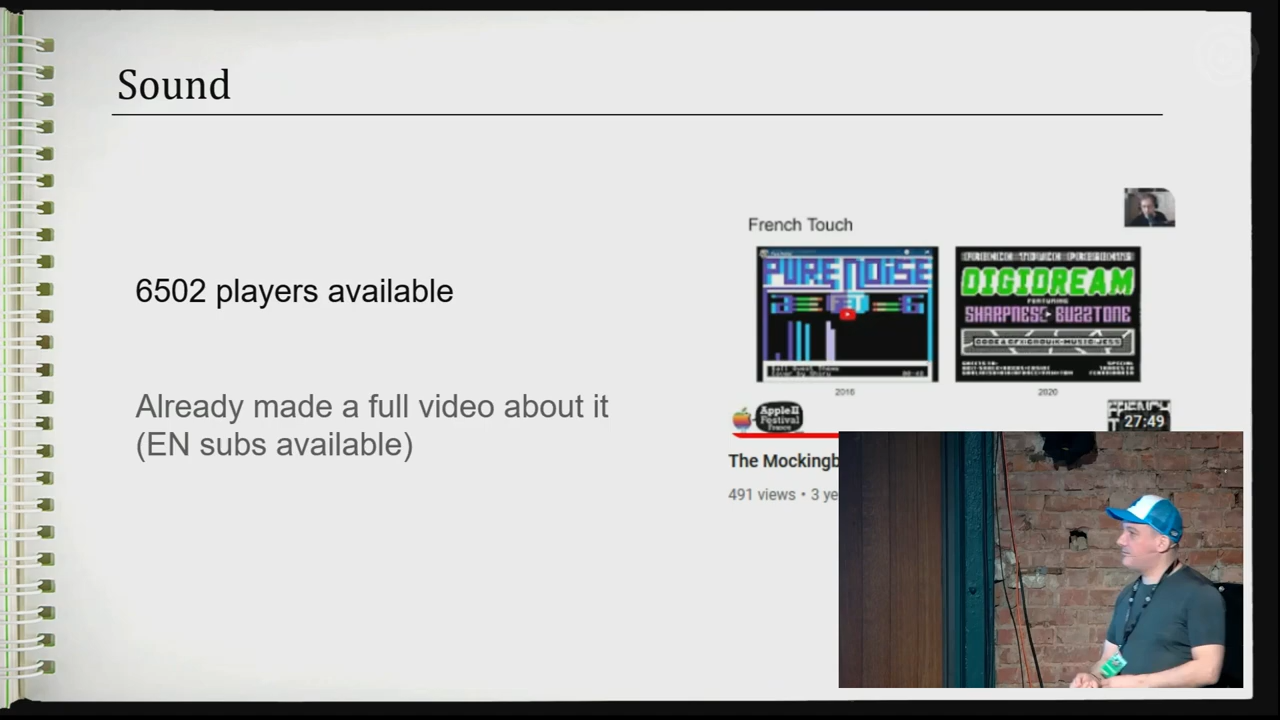 Sound
6502 players available
Already made a full video about it
(EN subs available)
French Touch
PURE NOISE
DIGIDREAM
FEATURING
SHARPNESS BUZZTONE
2016
2020
Apple II
Festival
France
27:49
The Mockingb
491 views • 3 ye